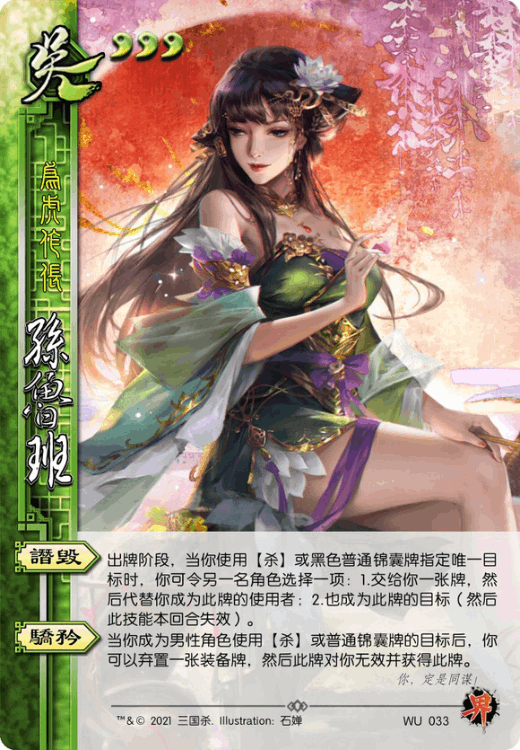 吴
為虎作伥
孫魯班
譖毀
出牌阶段，当你使用【杀】或黑色普通锦囊牌指定唯一目
标时，你可令另一名角色选择一项：1.交给你一张牌，然
后代替你成为此牌的使用者；2.也成为此牌的目标（然后
此技能本回合失效）。
驕矜
当你成为男性角色使用【杀】或普通锦囊牌的目标后，你
可以弃置一张装备牌，然后此牌对你无效并获得此牌。
你，定是同谋！
™&© 2021 三国杀. Illustration: 石婵
WU 033
界